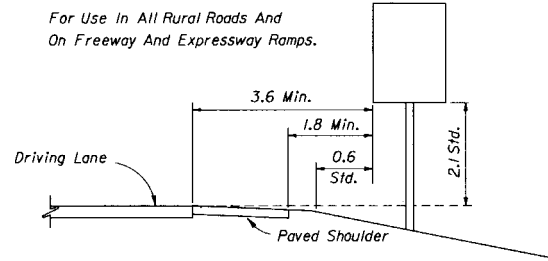 For Use In All Rural Roads And
On Freeway And Expressway Ramps.
3.6 Min.
1.8 Min.
0.6
Std.
2.1 Std.
Driving Lane
Paved Shoulder